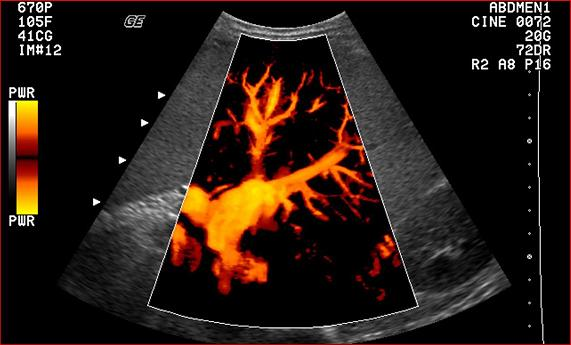 670P
105F
41CG
IM#12
GE
ABDMEN1
CINE 0072
20G
72DR
R2 A8 P16
PWR
PWR